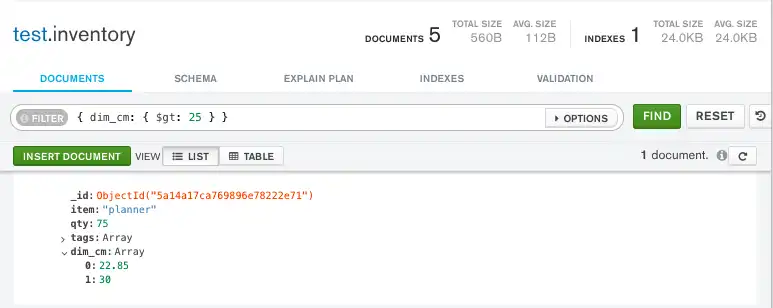 test.inventory
DOCUMENTS 5 TOTAL SIZE 560B AVG. SIZE 112B INDEXES 1 TOTAL SIZE 24.0KB AVG. SIZE 24.0KB
DOCUMENTS SCHEMA EXPLAIN PLAN INDEXES VALIDATION
FILTER { dim_cm: { $gt: 25 } } OPTIONS FIND RESET
INSERT DOCUMENT VIEW LIST TABLE 1 document.
_id: ObjectId("5a14a17ca769896e78222e71")
item: "planner"
qty: 75
tags: Array
dim_cm: Array
0: 22.85
1: 30